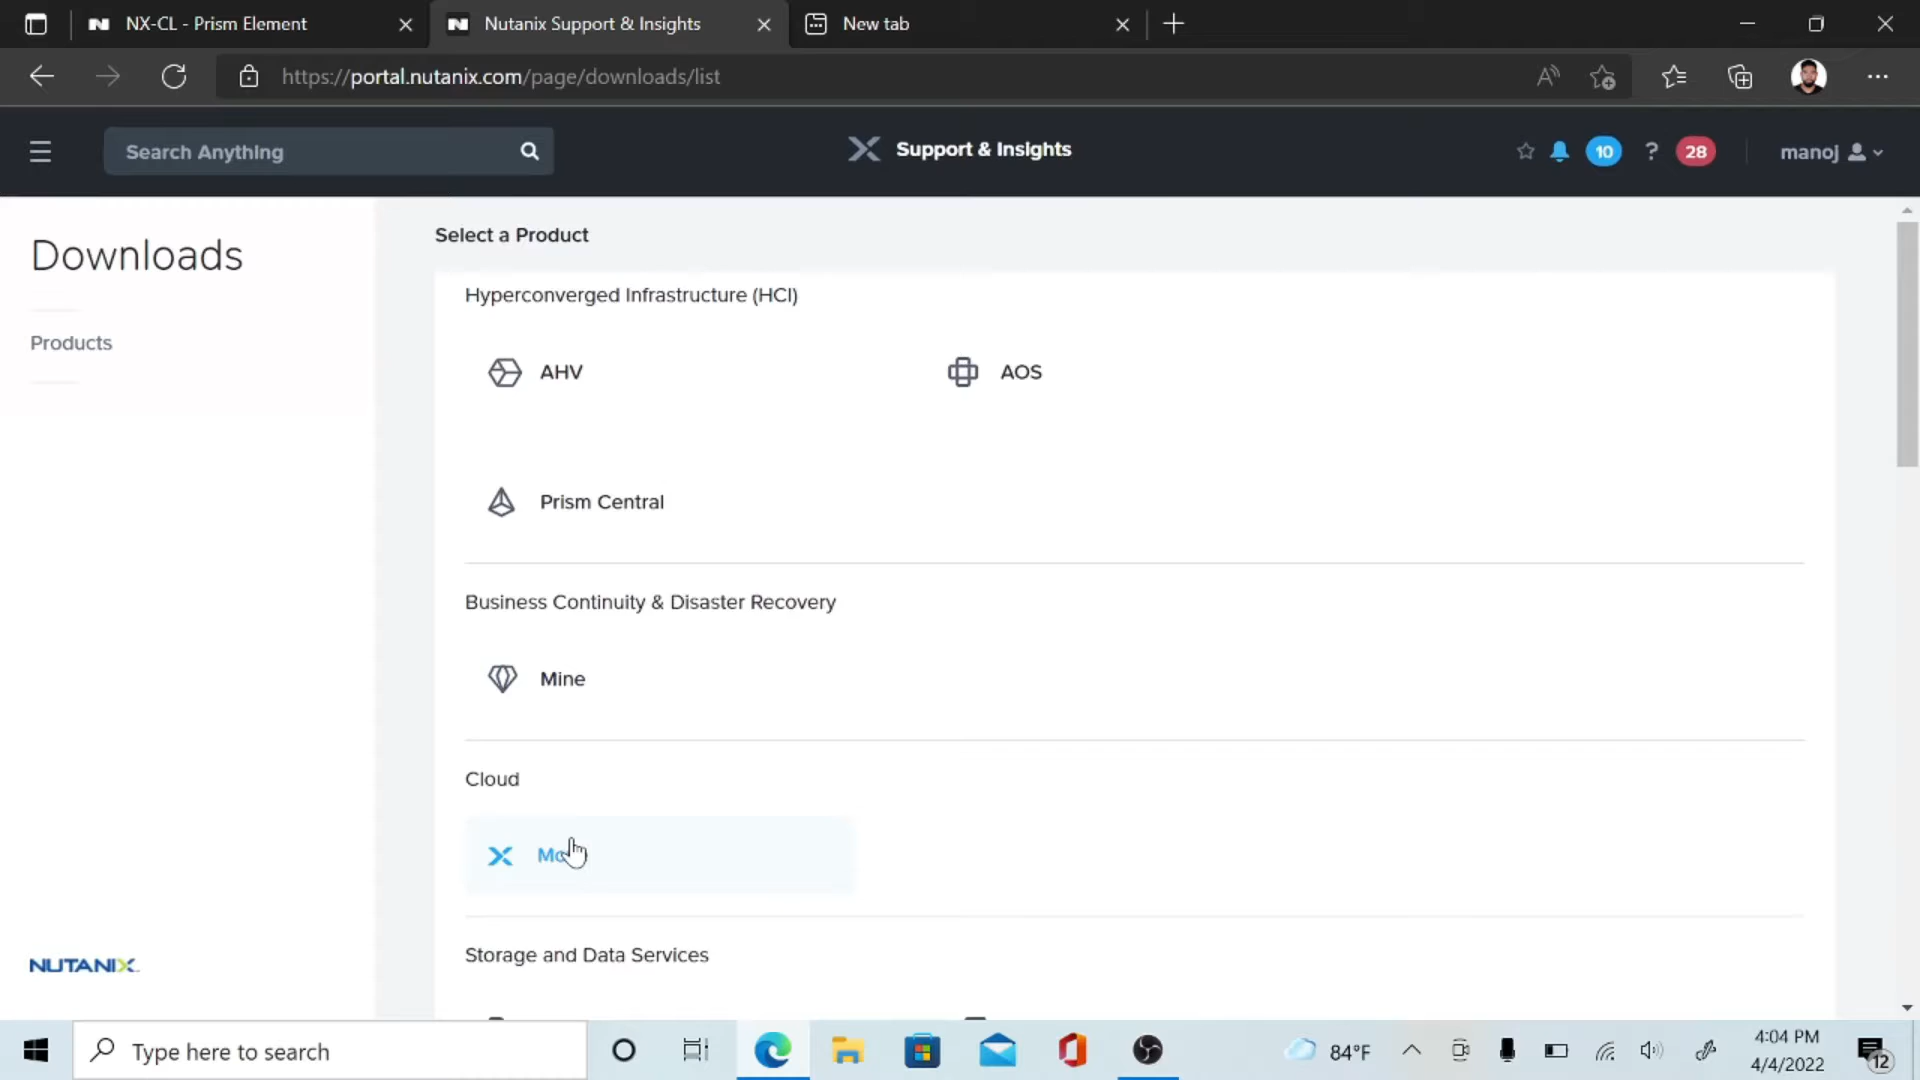 NX-CL - Prism Element
Nutanix Support & Insights
New tab
https://portal.nutanix.com/page/downloads/list
Search Anything
Support & Insights
10
?
28
manoj
Downloads
Products
Select a Product
Hyperconverged Infrastructure (HCI)
AHV
AOS
Prism Central
Business Continuity & Disaster Recovery
Mine
Cloud
Storage and Data Services
NUTANIX
Type here to search
84°F
4:04 PM
4/4/2022
12